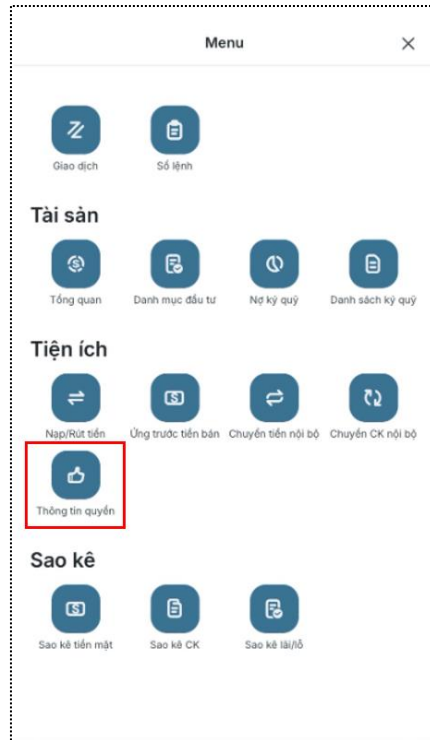 Menu
Giao dịch Sổ lệnh
Tài sản
Tổng quan Danh mục đầu tư Nợ ký quỹ Danh sách ký quỹ
Tiện ích
Nạp/Rút tiền Ứng trước tiền bán Chuyển tiền nội bộ Chuyển CK nội bộ
Thông tin quyền
Sao kê
Sao kê tiền mặt Sao kê CK Sao kê lãi/lỗ